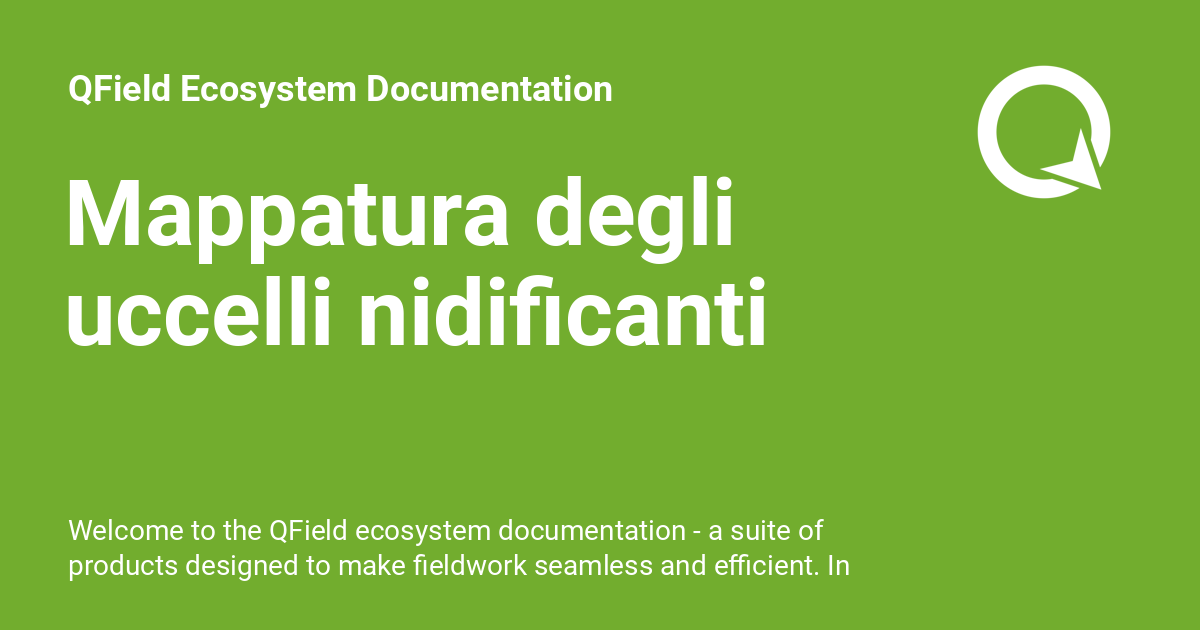 QField Ecosystem Documentation
Mappatura degli
uccelli nidificanti
Welcome to the QField ecosystem documentation - a suite of
products designed to make fieldwork seamless and efficient. In